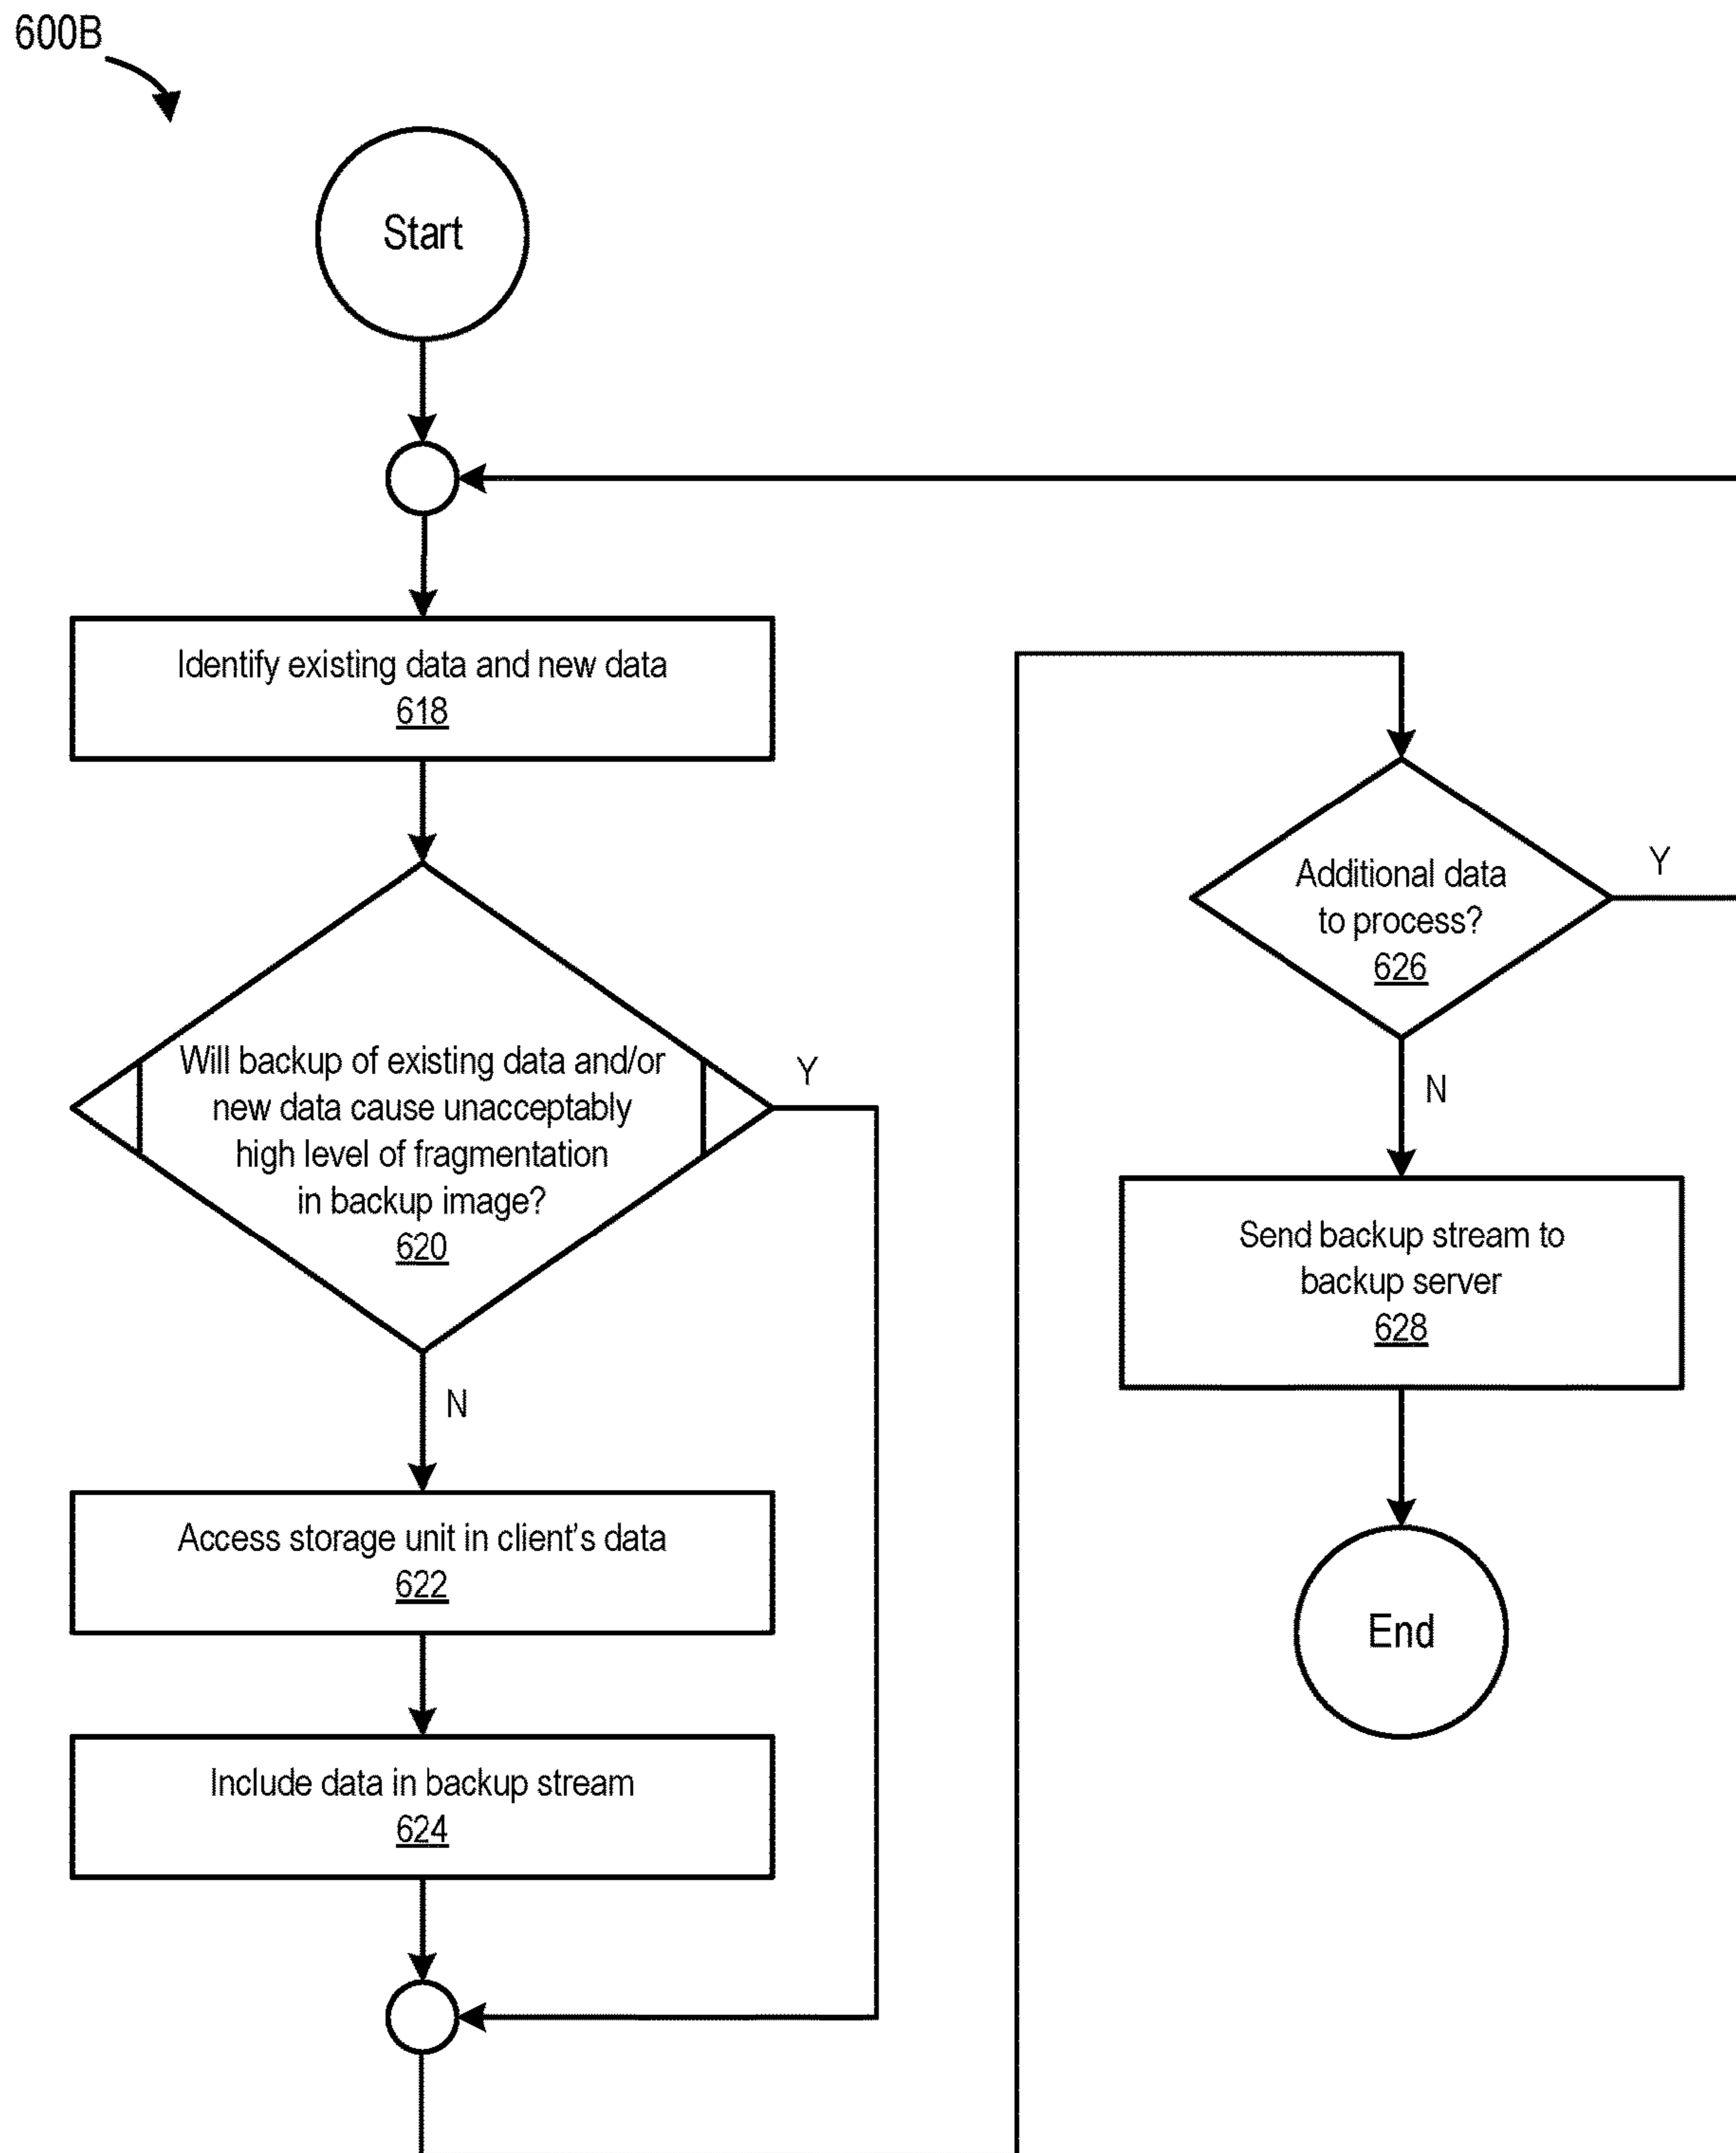 600B
Start
Identify existing data and new data
618
Will backup of existing data and/or
new data cause unacceptably
high level of fragmentation
in backup image?
620
Y
N
Access storage unit in client's data
622
Include data in backup stream
624
Additional data
to process?
626
Y
N
Send backup stream to
backup server
628
End